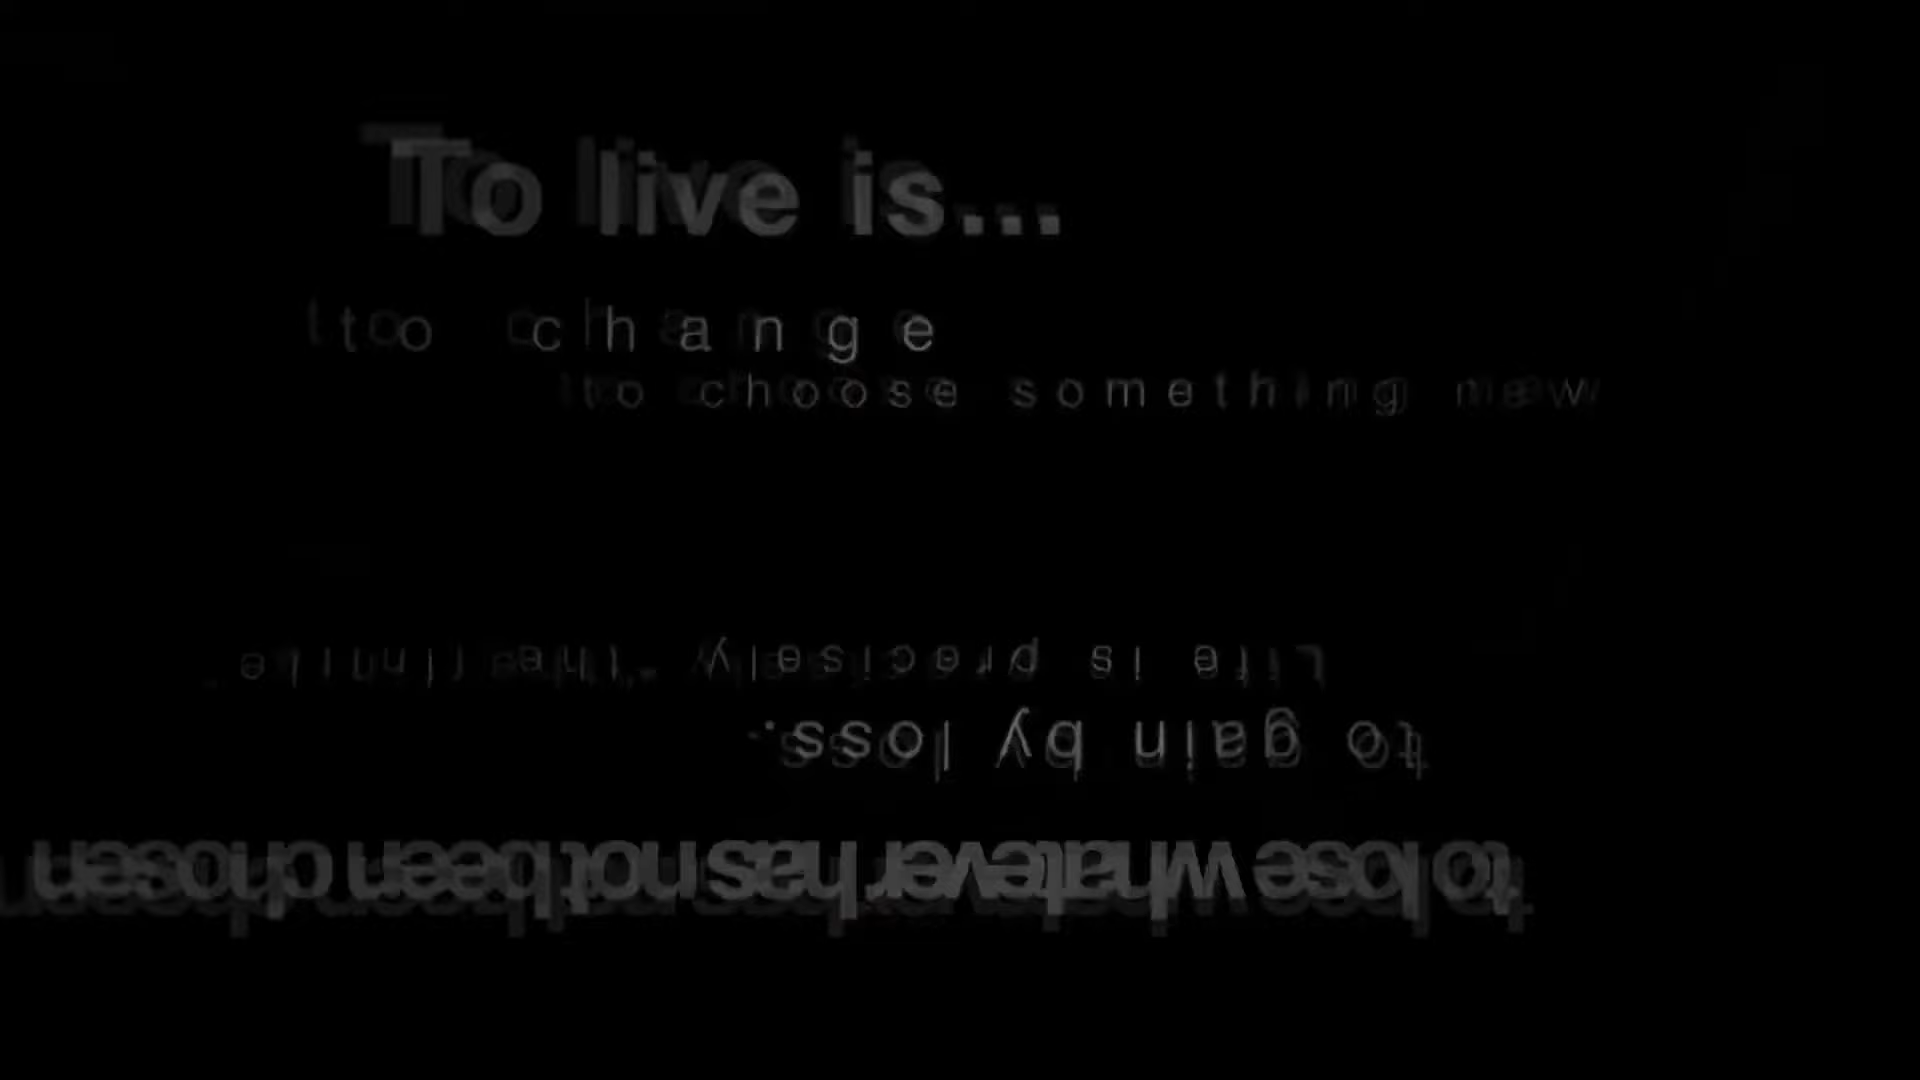 To live is...
to change
to choose something new
Life is precisely "the finite
to gain by loss.
to lose whatever has not been chosen